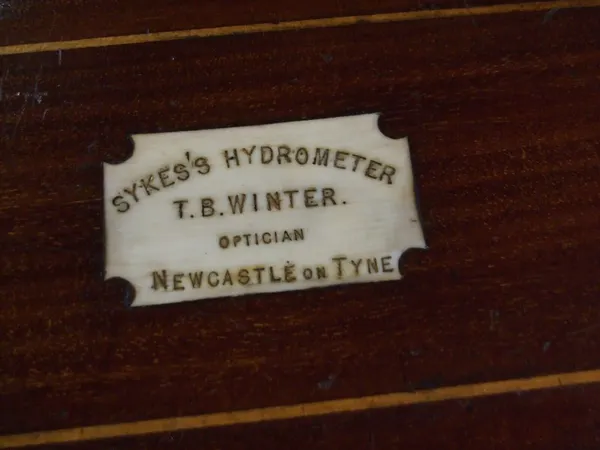 SYKES'S HYDROMETER
T.B. WINTER.
OPTICIAN
NEWCASTLE ON TYNE